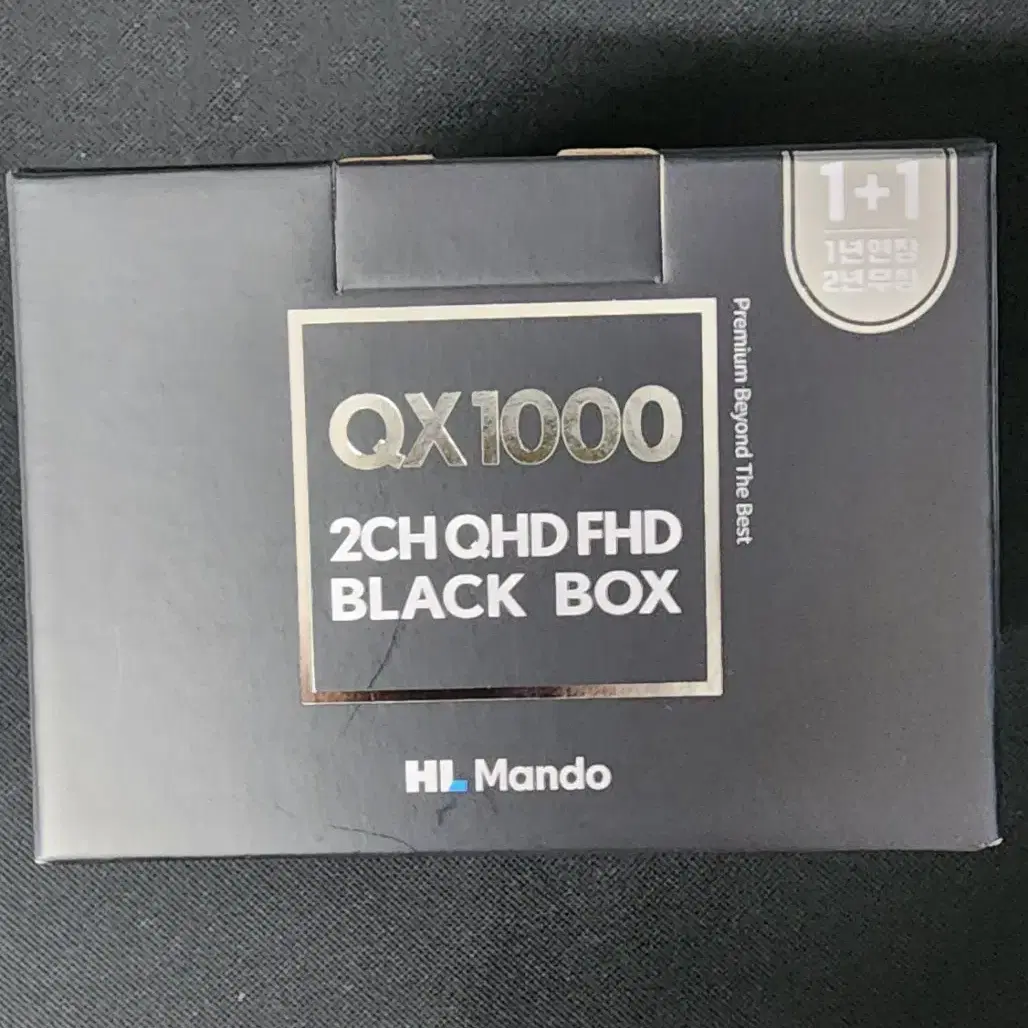 1+1
1년 연장
2년 무상
Premium Beyond The Best
QX1000
2CH QHD FHD
BLACK BOX
HL Mando